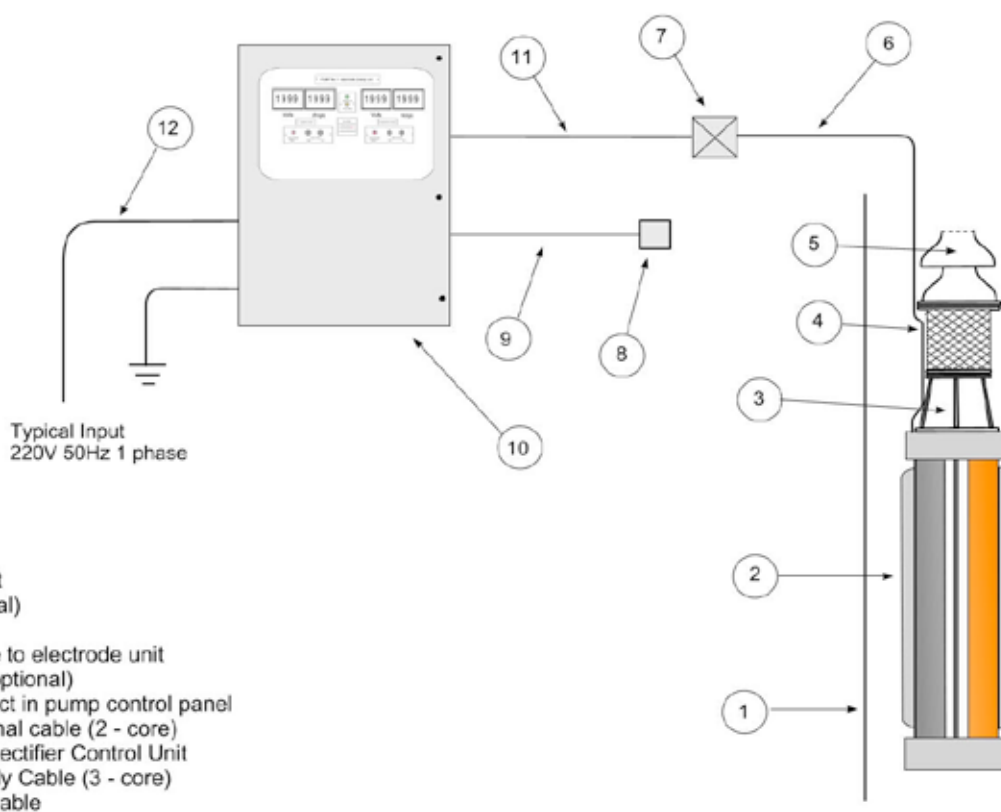 11
7
6
12
1999 1999 1999 1999
5
4
9
8
3
Typical Input
220V 50Hz 1 phase
10
2
al)
to electrode unit
ptional)
ct in pump control panel
nal cable (2 - core)
ectifier Control Unit
1
ly Cable (3 - core)
able